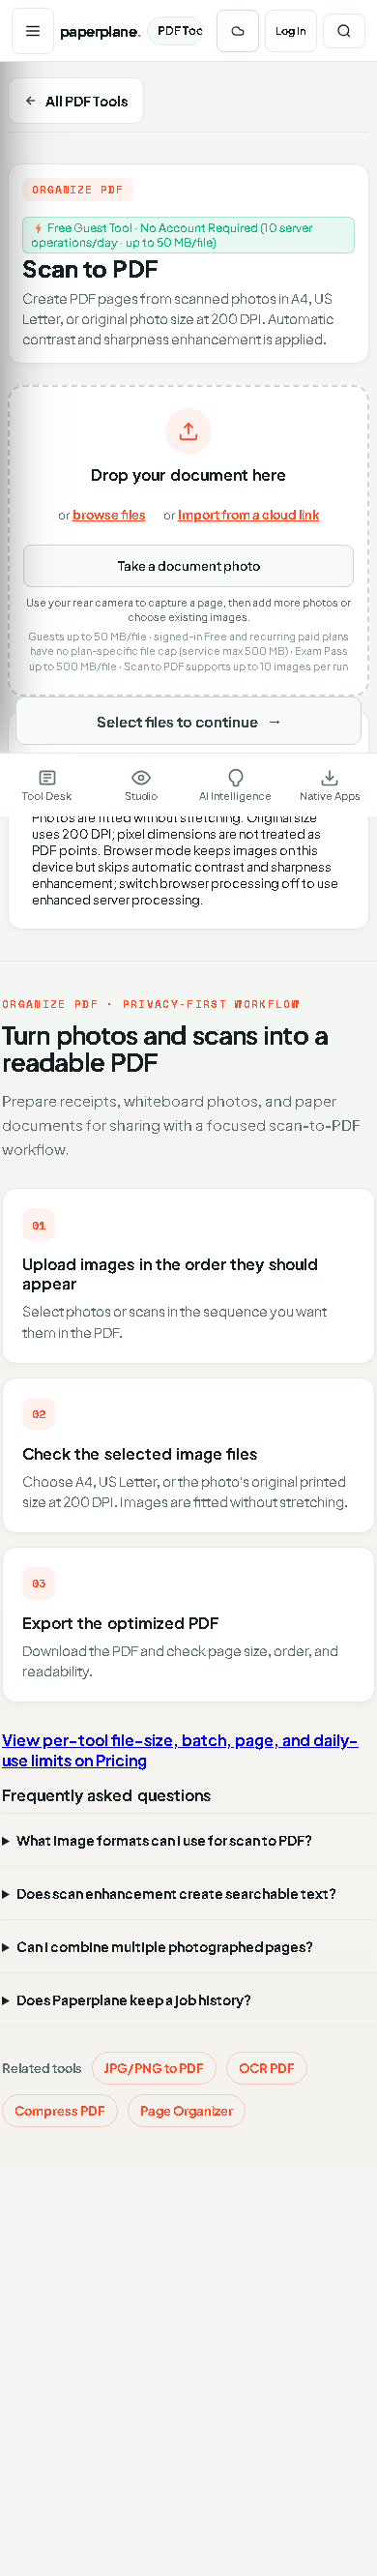 paperplane.
PDF Too
Log In
All PDF Tools
ORGANIZE PDF
Free Guest Tool · No Account Required (10 server
operations/day · up to 50 MB/file)
Scan to PDF
Create PDF pages from scanned photos in A4, US
Letter, or original photo size at 200 DPI. Automatic
contrast and sharpness enhancement is applied.
Drop your document here
or browse files or Import from a cloud link
Take a document photo
Use your rear camera to capture a page, then add more photos or
choose existing images.
Guests up to 50 MB/file · signed-in Free and recurring paid plans
have no plan-specific file cap (service max 500 MB) · Exam Pass
up to 500 MB/file · Scan to PDF supports up to 10 images per run
Select files to continue →
Tool Desk
Studio
AI Intelligence
Native Apps
Photos are fitted without stretching. Original size
uses 200 DPI; pixel dimensions are not treated as
PDF points. Browser mode keeps images on this
device but skips automatic contrast and sharpness
enhancement; switch browser processing off to use
enhanced server processing.
ORGANIZE PDF · PRIVACY-FIRST WORKFLOW
Turn photos and scans into a
readable PDF
Prepare receipts, whiteboard photos, and paper
documents for sharing with a focused scan-to-PDF
workflow.
01
Upload images in the order they should
appear
Select photos or scans in the sequence you want
them in the PDF.
02
Check the selected image files
Choose A4, US Letter, or the photo's original printed
size at 200 DPI. Images are fitted without stretching.
03
Export the optimized PDF
Download the PDF and check page size, order, and
readability.
View per-tool file-size, batch, page, and daily-
use limits on Pricing
Frequently asked questions
What image formats can I use for scan to PDF?
Does scan enhancement create searchable text?
Can I combine multiple photographed pages?
Does Paperplane keep a job history?
Related tools
JPG/PNG to PDF
OCR PDF
Compress PDF
Page Organizer